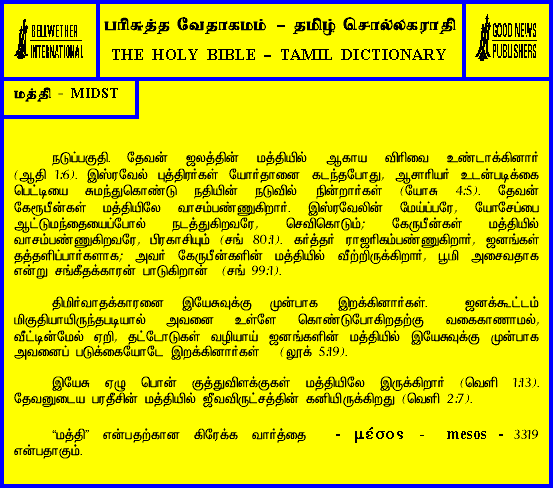 BELLWETHER
INTERNATIONAL
பரிசுத்த வேதாகமம் – தமிழ் சொல்லகராதி
THE HOLY BIBLE – TAMIL DICTIONARY
GOOD NEWS
PUBLISHERS
மத்தி - MIDST
நடுப்பகுதி. தேவன் ஜலத்தின் மத்தியில் ஆகாய விரிவை உண்டாக்கினார்
(ஆதி 1:6). இஸ்ரவேல் புத்திரர்கள் யோர்தானை கடந்தபோது, ஆசாரியர் உடன்படிக்கை
பெட்டியை சுமந்துகொண்டு நதியின் நடுவில் நின்றார்கள் (யோசு 4:5). தேவன்
கேரூபீன்கள் மத்தியிலே வாசம்பண்ணுகிறார். இஸ்ரவேலின் மேய்ப்பரே, யோசேப்பை
ஆட்டுமந்தையைப்போல் நடத்துகிறவரே, செவிகொடும்; கேருபீன்கள் மத்தியில்
வாசம்பண்ணுகிறவரே, பிரகாசியும் (சங் 80:1). கர்த்தர் ராஜரிகம்பண்ணுகிறார், ஜனங்கள்
தத்தளிப்பார்களாக; அவர் கேருபீன்களின் மத்தியில் வீற்றிருக்கிறார், பூமி அசைவதாக
என்று சங்கீதக்காரன் பாடுகிறான் (சங் 99:1).
திமிர்வாதக்காரனை இயேசுவுக்கு முன்பாக இறக்கினார்கள். ஜனக்கூட்டம்
மிகுதியாயிருந்தபடியால் அவனை உள்ளே கொண்டுபோகிறதற்கு வகைகாணாமல்,
வீட்டின்மேல் ஏறி, தட்டோடுகள் வழியாய் ஜனங்களின் மத்தியில் இயேசுவுக்கு முன்பாக
அவனைப் படுக்கையோடே இறக்கினார்கள் (லூக் 5:19).
இயேசு ஏழு பொன் குத்துவிளக்குகள் மத்தியிலே இருக்கிறார் (வெளி 1:13).
தேவனுடைய பரதீசின் மத்தியில் ஜீவவிருட்சத்தின் கனியிருக்கிறது (வெளி 2:7).
“மத்தி” என்பதற்கான கிரேக்க வார்த்தை - μέσος - mesos - 3319
என்பதாகும்.